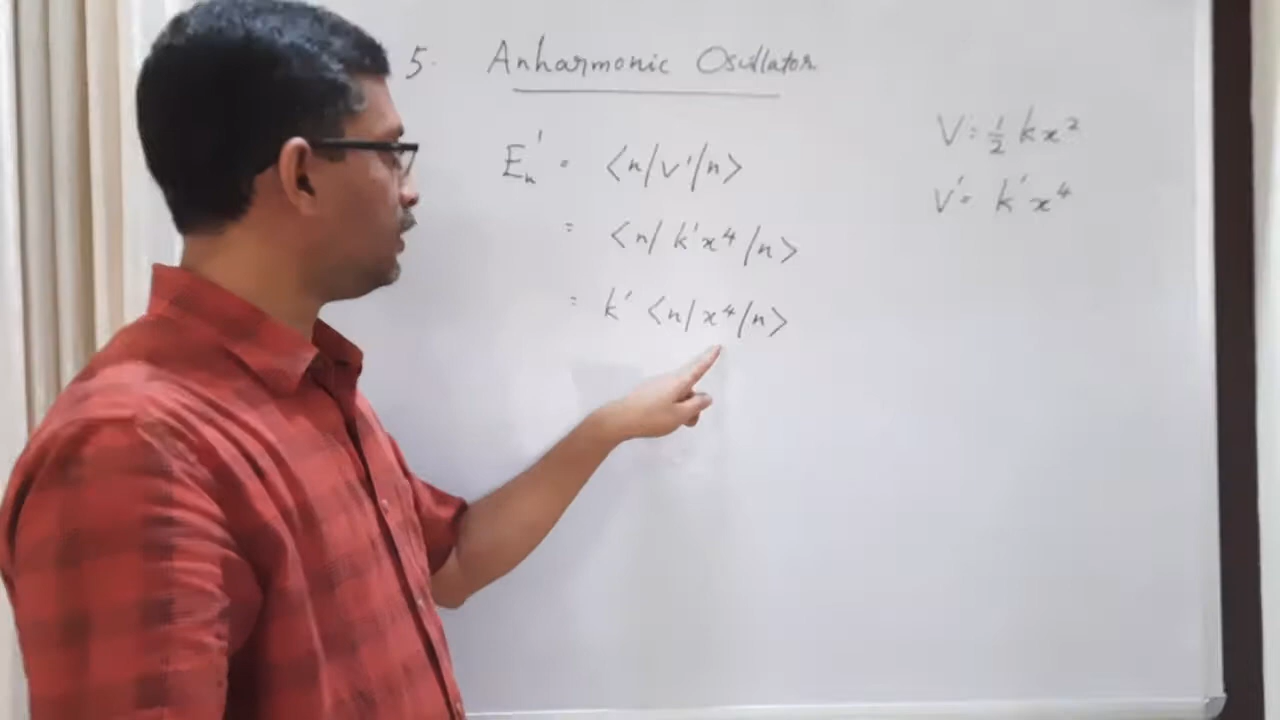 5. Anharmonic Oscillator
E'n = <n/v'/n>
= <n/ k'x⁴/n>
= k' <n/x⁴/n>
V = 1/2 kx²
V' = k'x⁴